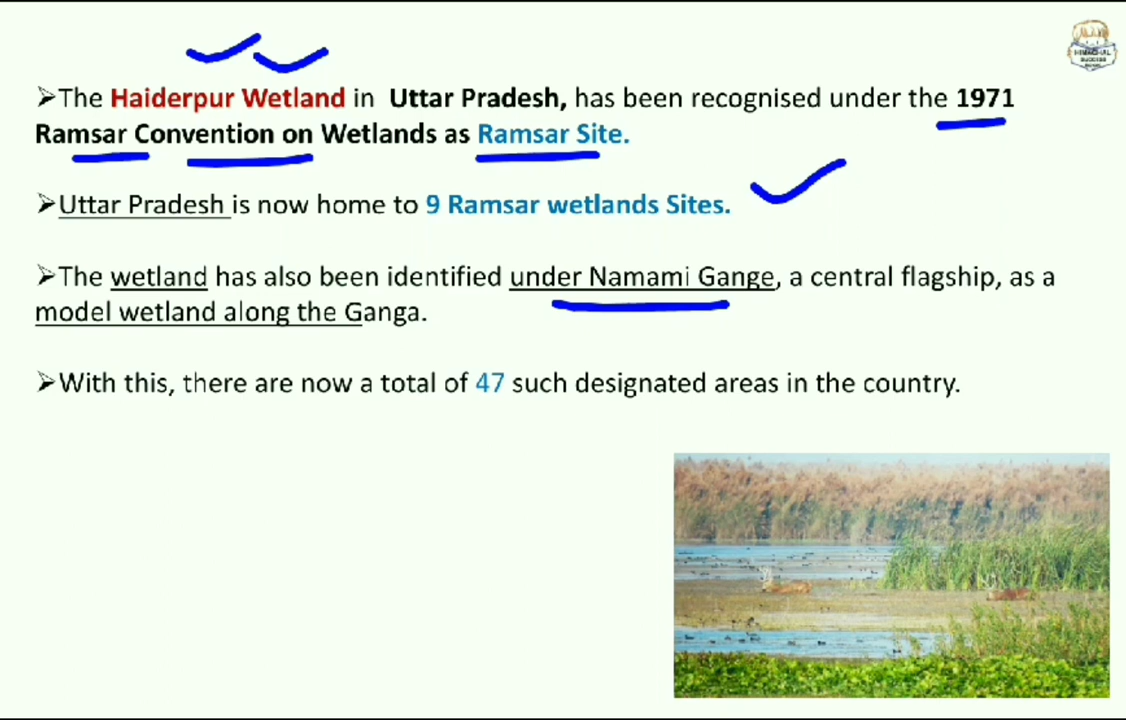 ➤The Haiderpur Wetland in Uttar Pradesh, has been recognised under the 1971
Ramsar Convention on Wetlands as Ramsar Site.
➤Uttar Pradesh is now home to 9 Ramsar wetlands Sites.
➤The wetland has also been identified under Namami Gange, a central flagship, as a
model wetland along the Ganga.
➤With this, there are now a total of 47 such designated areas in the country.
HIMACHAL
SUCCESS